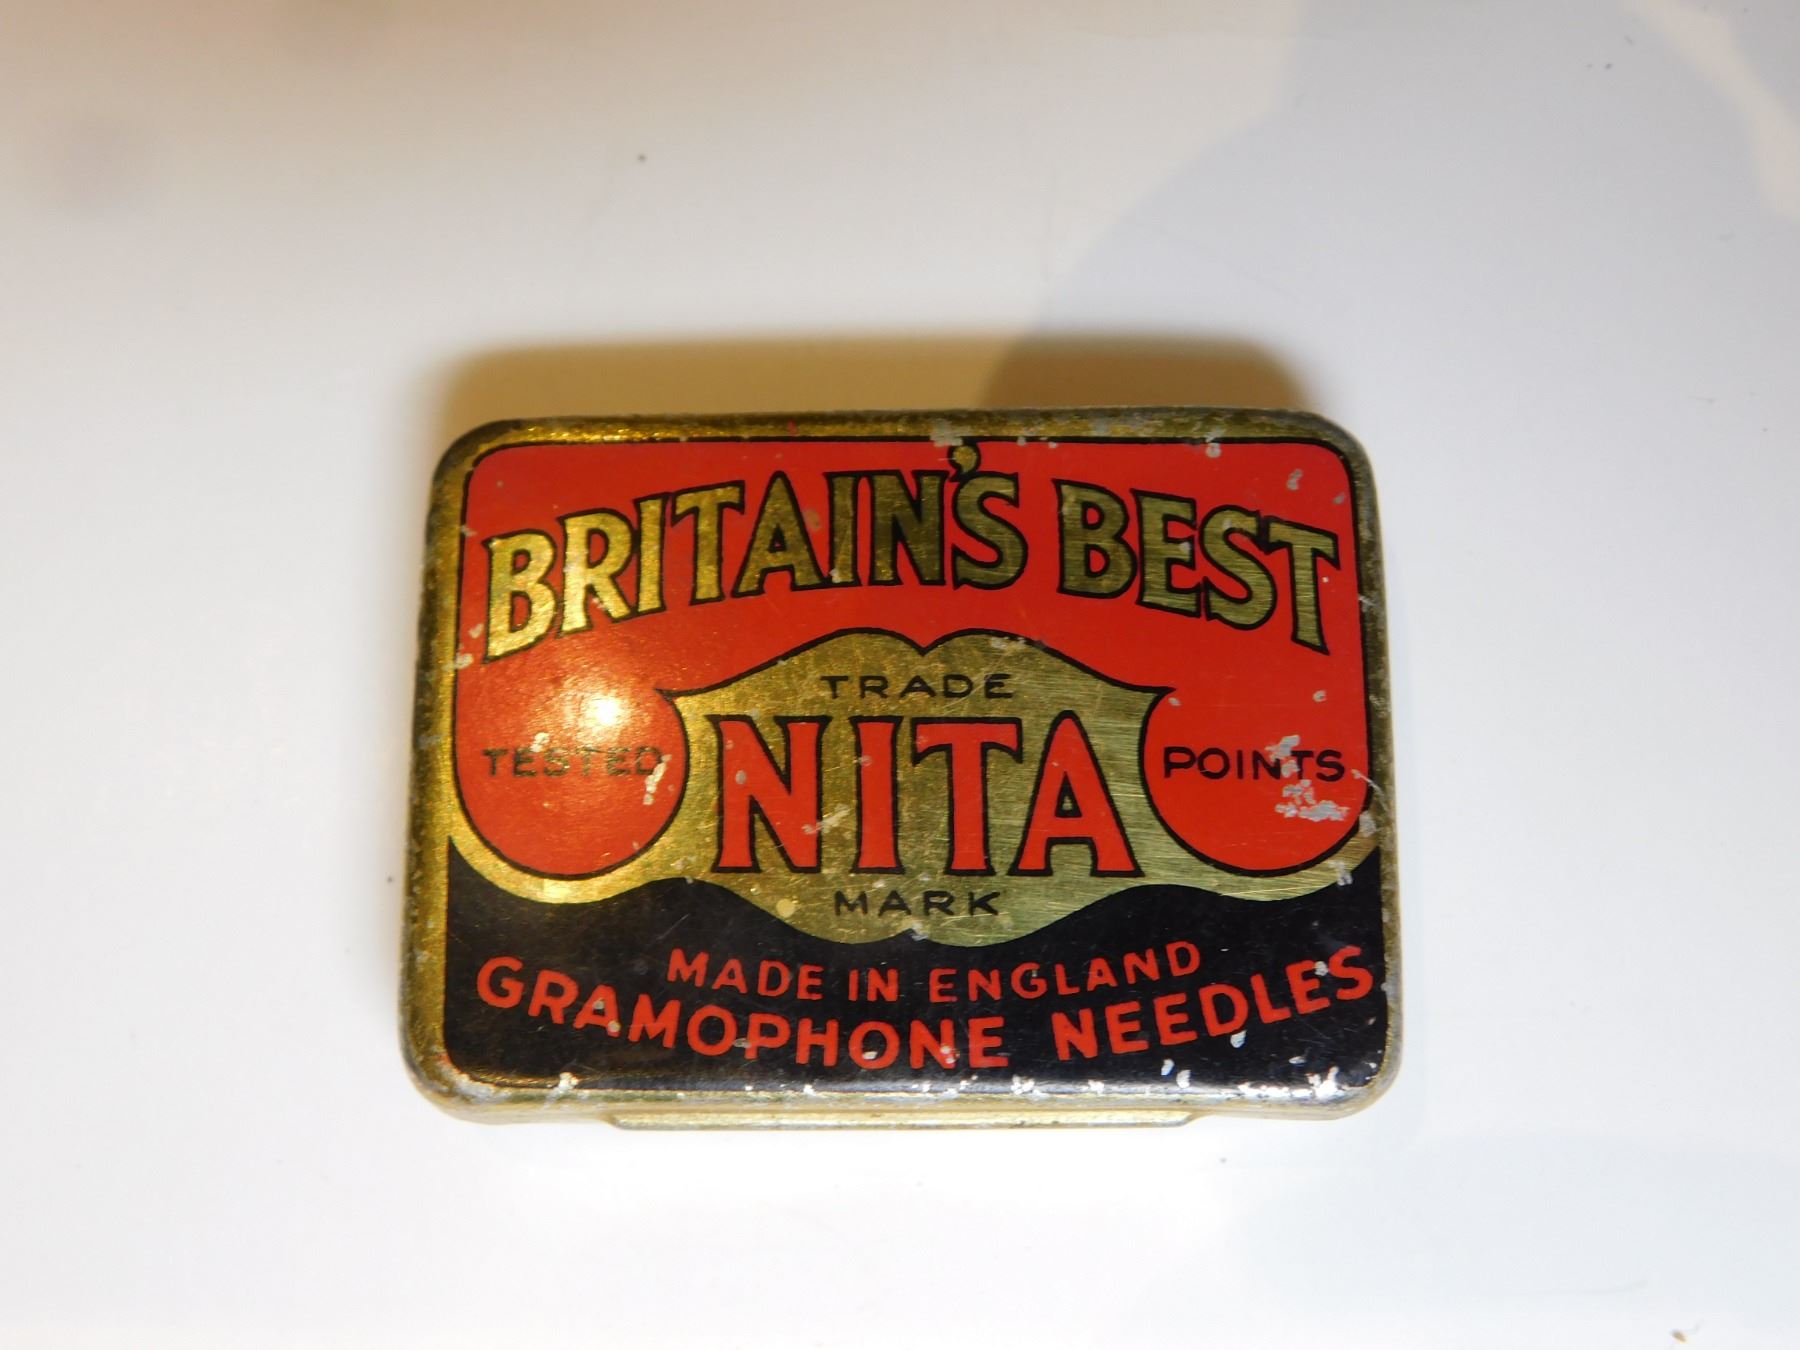 BRITAIN'S BEST
TRADE
NITA
MARK
TESTED
POINTS
MADE IN ENGLAND
GRAMOPHONE NEEDLES